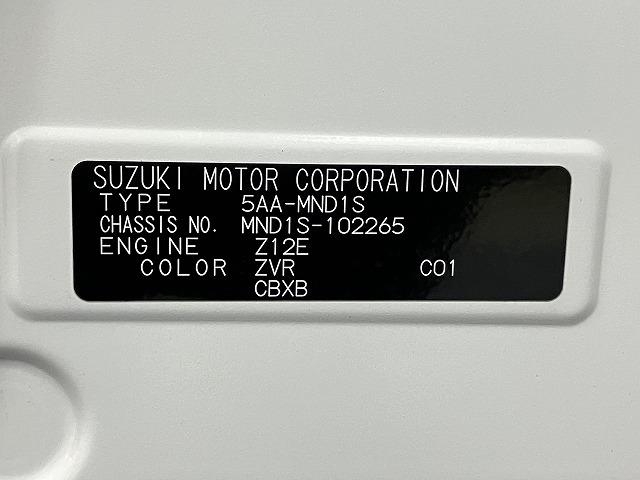 SUZUKI MOTOR CORPORATION
TYPE 5AA-MND1S
CHASSIS NO. MND1S-102265
ENGINE Z12E
COLOR ZVR C01
CBXB